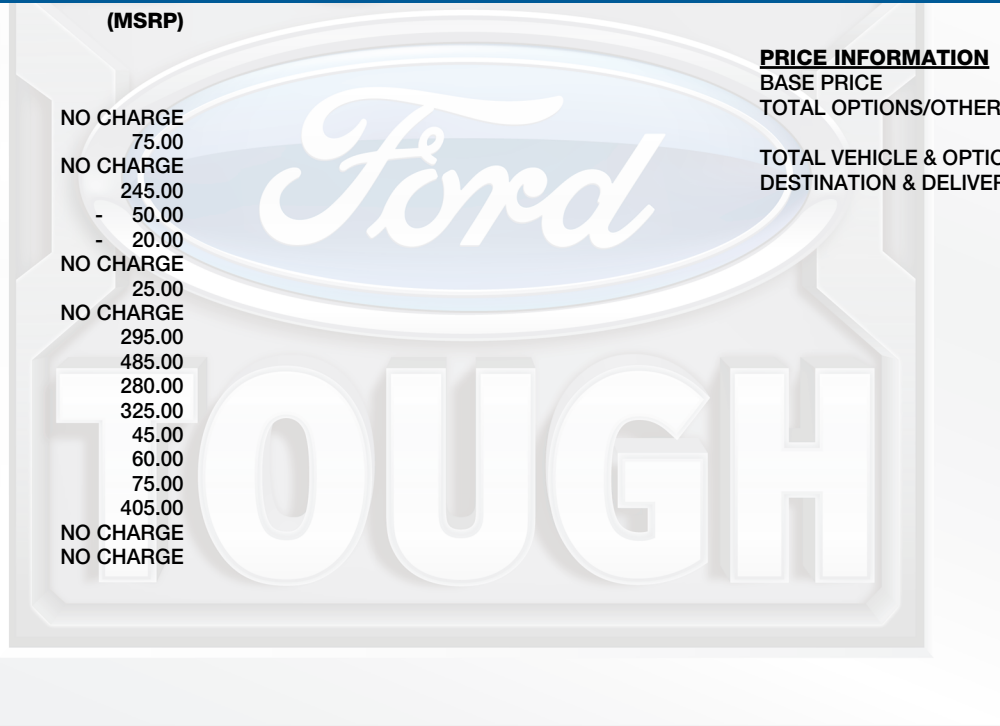 (MSRP)
NO CHARGE
75.00
NO CHARGE
245.00
- 50.00
- 20.00
NO CHARGE
25.00
NO CHARGE
295.00
485.00
280.00
325.00
45.00
60.00
75.00
405.00
NO CHARGE
NO CHARGE
PRICE INFORMATION
BASE PRICE
TOTAL OPTIONS/OTHER
TOTAL VEHICLE & OPTIO
DESTINATION & DELIVER
Ford
TOUGH